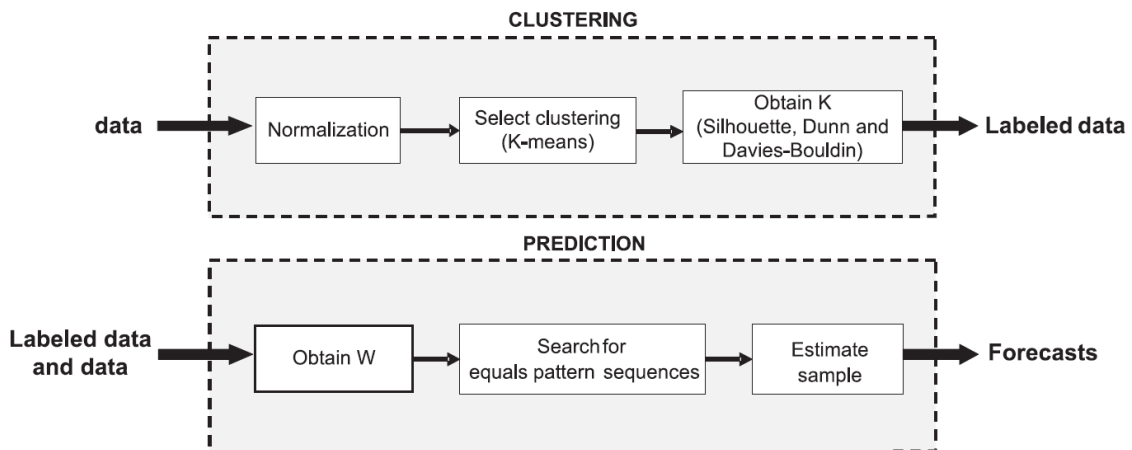 CLUSTERING
data
Normalization
Select clustering
(K-means)
Obtain K
(Silhouette, Dunn and
Davies-Bouldin)
Labeled data
PREDICTION
Labeled data
and data
Obtain W
Search for
equals pattern sequences
Estimate
sample
Forecasts